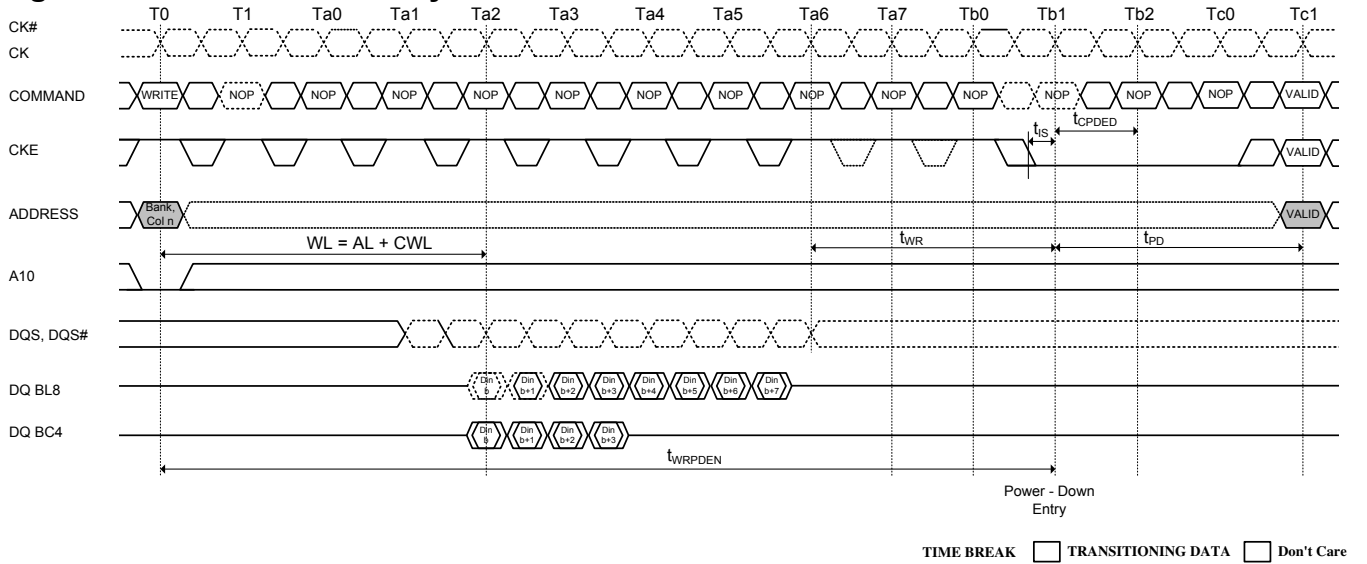 T0 T1 Ta0 Ta1 Ta2 Ta3 Ta4 Ta5 Ta6 Ta7 Tb0 Tb1 Tb2 Tc0 Tc1
CK#
CK
COMMAND WRITE NOP NOP NOP NOP NOP NOP NOP NOP NOP NOP NOP NOP NOP VALID
tIS tCPDED
CKE VALID
ADDRESS Bank, Col n VALID
WL = AL + CWL tWR tPD
A10
DQS, DQS#
DQ BL8 Din b Din b+1 Din b+2 Din b+3 Din b+4 Din b+5 Din b+6 Din b+7
DQ BC4 Din b Din b+1 Din b+2 Din b+3
tWRPDEN
Power - Down
Entry
TIME BREAK TRANSITIONING DATA Don't Care